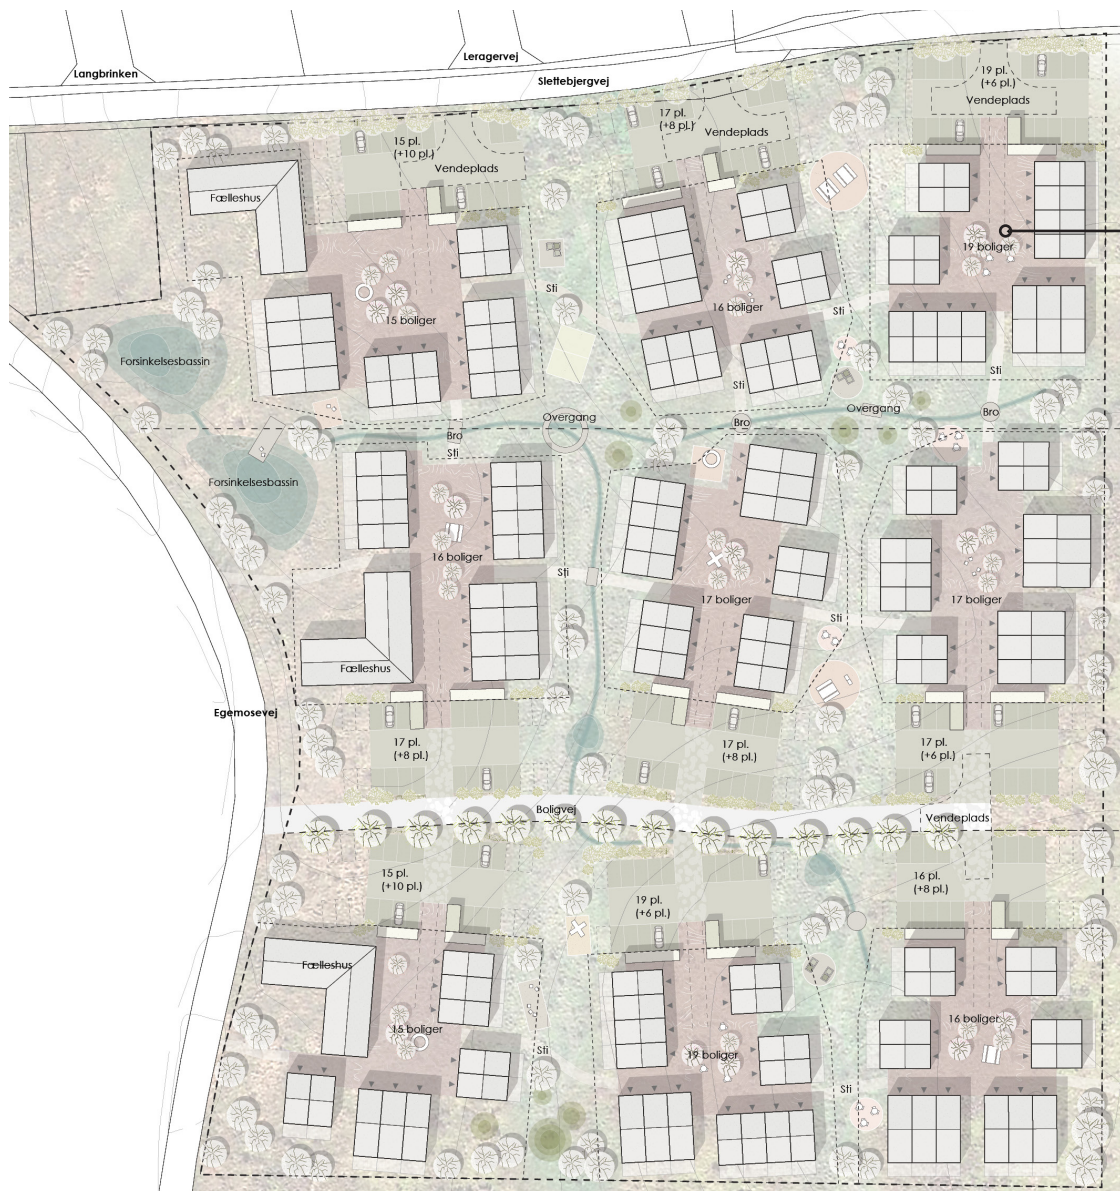 Langbrinken
Leragervej
Slettebjergvej
19 pl.
(+6 pl.)
Vendeplads
17 pl.
(+8 pl.)
Vendeplads
15 pl.
(+10 pl.)
Vendeplads
Fælleshus
19 boliger
Sti
16 boliger
Sti
15 boliger
Forsinkelsesbassin
Sti
Sti
Overgang
Overgang
Bro
Bro
Bro
Sti
Forsinkelsesbassin
16 boliger
Sti
17 boliger
17 boliger
Sti
Fælleshus
Egemosevej
17 pl.
(+8 pl.)
17 pl.
(+8 pl.)
17 pl.
(+6 pl.)
Boligvej
Vendeplads
15 pl.
(+10 pl.)
19 pl.
(+6 pl.)
16 pl.
(+8 pl.)
Fælleshus
15 boliger
Sti
19 boliger
16 boliger
Sti